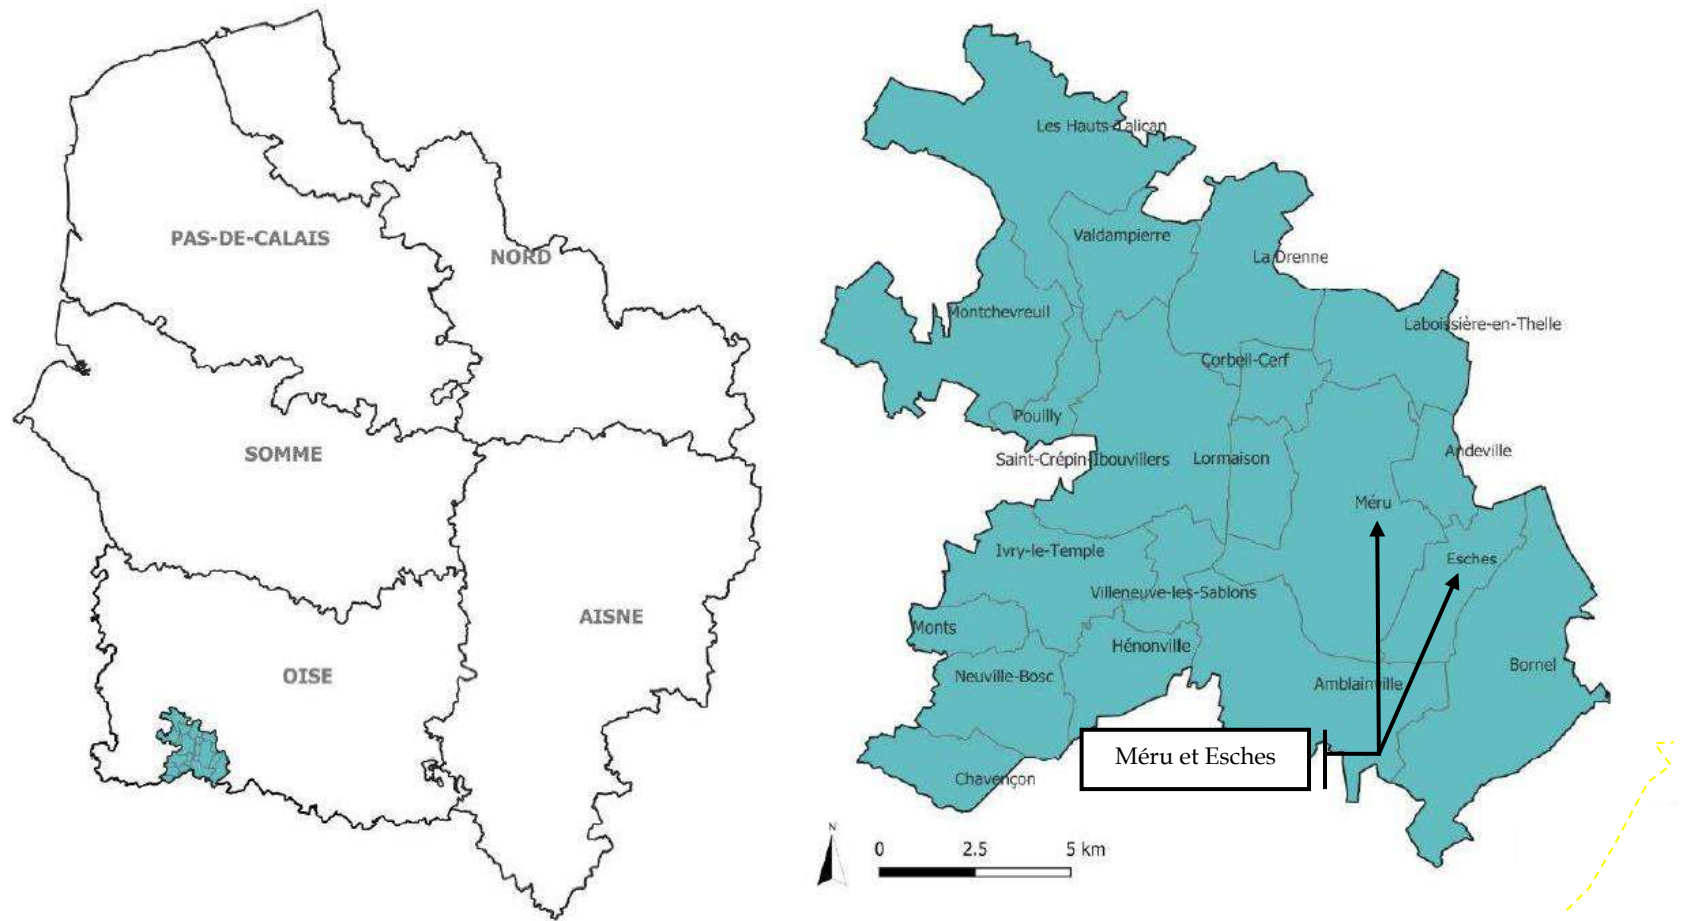 PAS-DE-CALAIS
NORD
SOMME
AISNE
OISE
Les Hauts-Talican
Valdampierre
La Drenne
Montchevreuil
Laboissière-en-Thelle
Corbeil-Cerf
Pouilly
Saint-Crépin-Ibouvillers
Lormaison
Andeville
Méru
Ivry-le-Temple
Esches
Villeneuve-les-Sablons
Monts
Hénonville
Neuville-Bosc
Bornel
Amblainville
Méru et Esches
Chavençon
N
0 2.5 5 km